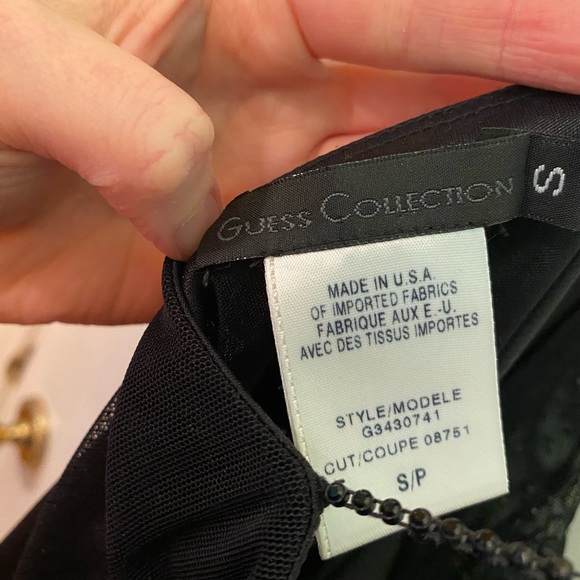 GUESS COLLECTION
S
MADE IN U.S.A.
OF IMPORTED FABRICS
FABRIQUE AUX E.-U.
AVEC DES TISSUS IMPORTES
STYLE/MODELE
G3430741
CUT/COUPE 08751
S/P